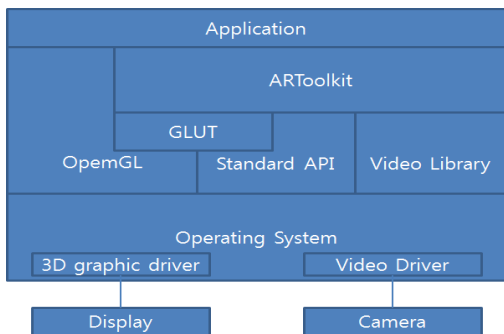 Application
ARToolkit
GLUT
OpemGL
Standard API
Video Library
Operating System
3D graphic driver
Video Driver
Display
Camera